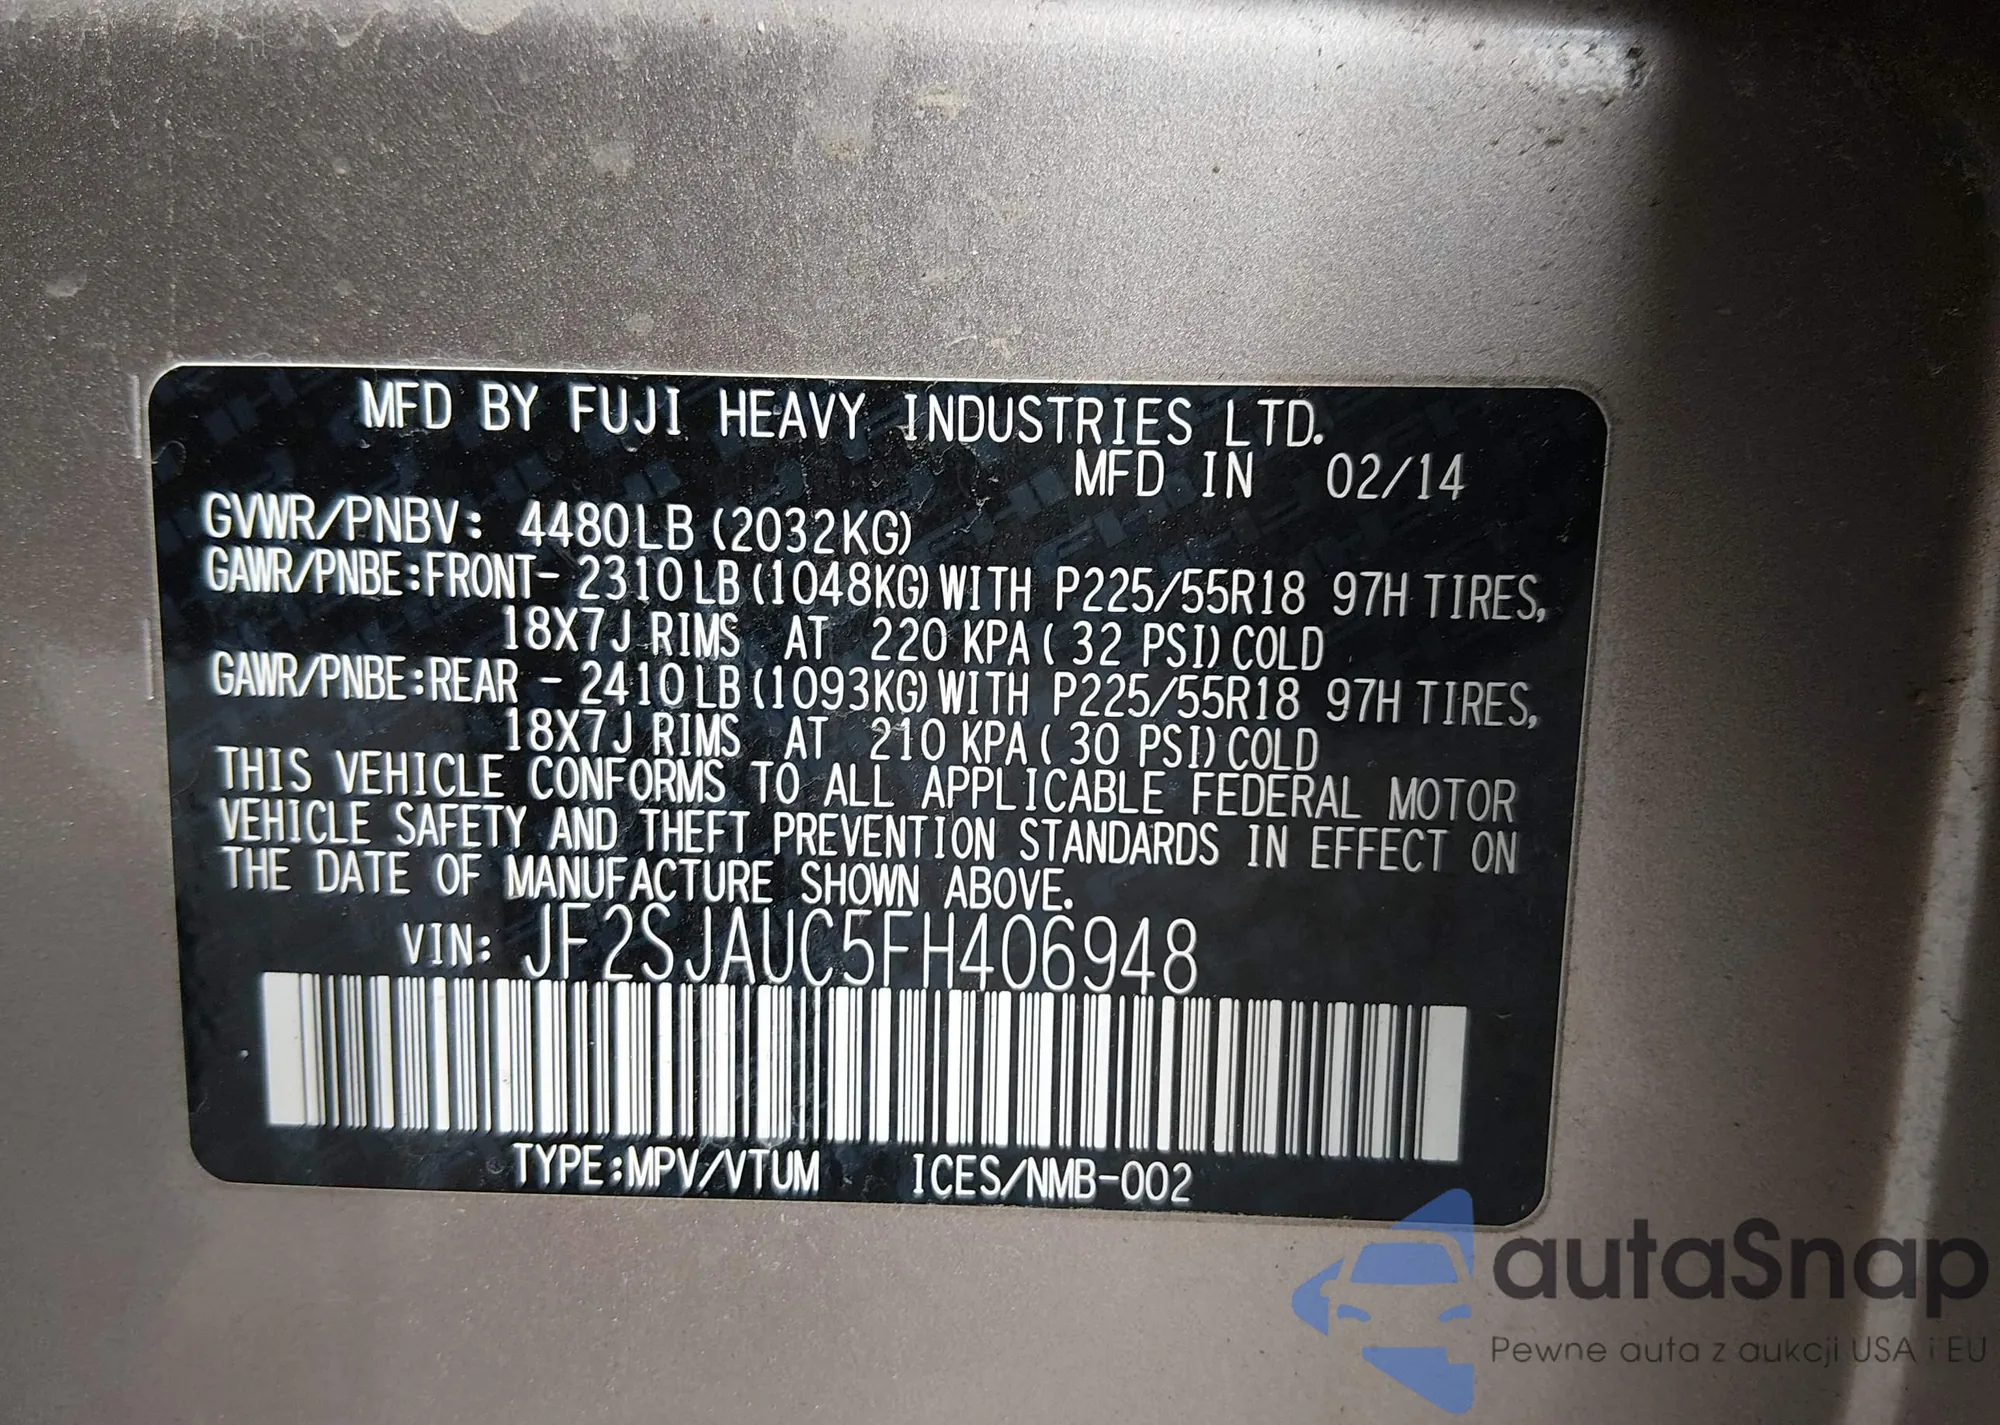 MFD BY FUJI HEAVY INDUSTRIES LTD.
MFD IN 02/14
GVWR/PNBV: 4480LB (2032KG)
GAWR/PNBE:FRONT- 2310LB(1048KG)WITH P225/55R18 97H TIRES,
18X7J RIMS AT 220 KPA( 32 PSI)COLD
GAWR/PNBE:REAR - 2410LB(1093KG)WITH P225/55R18 97H TIRES,
18X7J RIMS AT 210 KPA( 30 PSI)COLD
THIS VEHICLE CONFORMS TO ALL APPLICABLE FEDERAL MOTOR
VEHICLE SAFETY AND THEFT PREVENTION STANDARDS IN EFFECT ON
THE DATE OF MANUFACTURE SHOWN ABOVE.
VIN: JF2SJAUC5FH406948
TYPE:MPV/VTUM ICES/NMB-002
autaSnap
Pewne auta z aukcji USA i EU